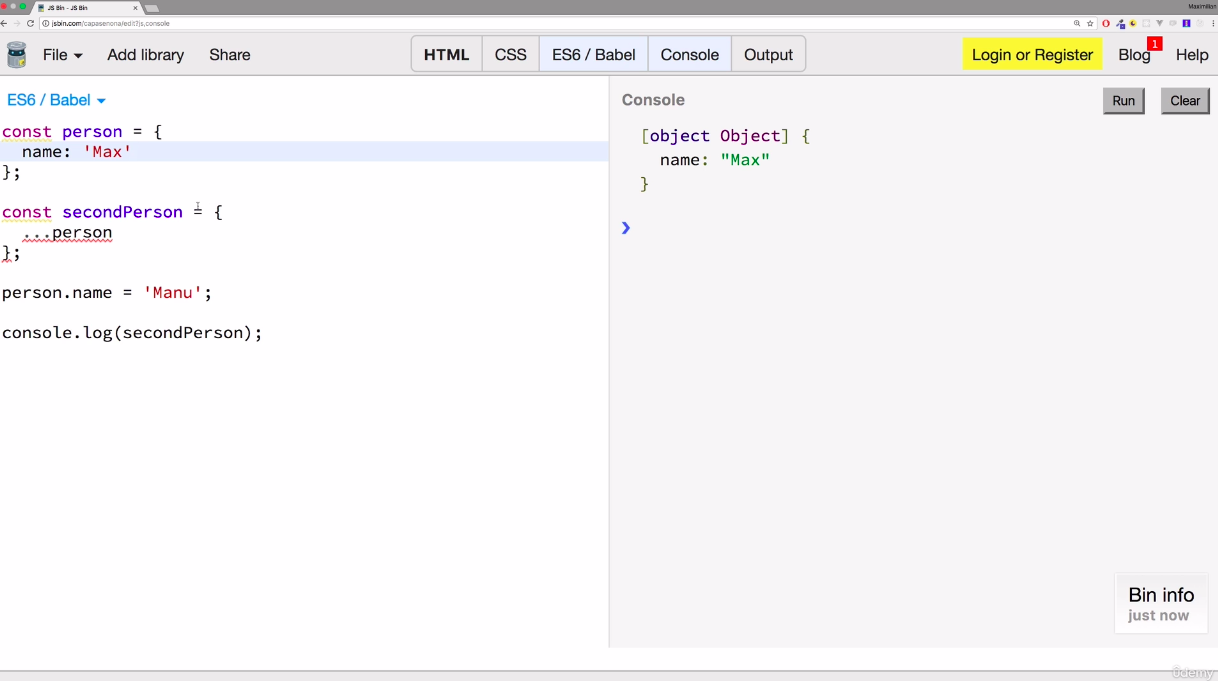 JS Bin - JS Bin
Maximilian
jsbin.com/capasenona/edit?js,console
File
Add library
Share
HTML
CSS
ES6 / Babel
Console
Output
Login or Register
Blog
1
Help
ES6 / Babel
const person = {
name: 'Max'
};
const secondPerson = {
...person
};
person.name = 'Manu';
console.log(secondPerson);
Console
Run
Clear
[object Object] {
name: "Max"
}
Bin info
just now
ûdemy